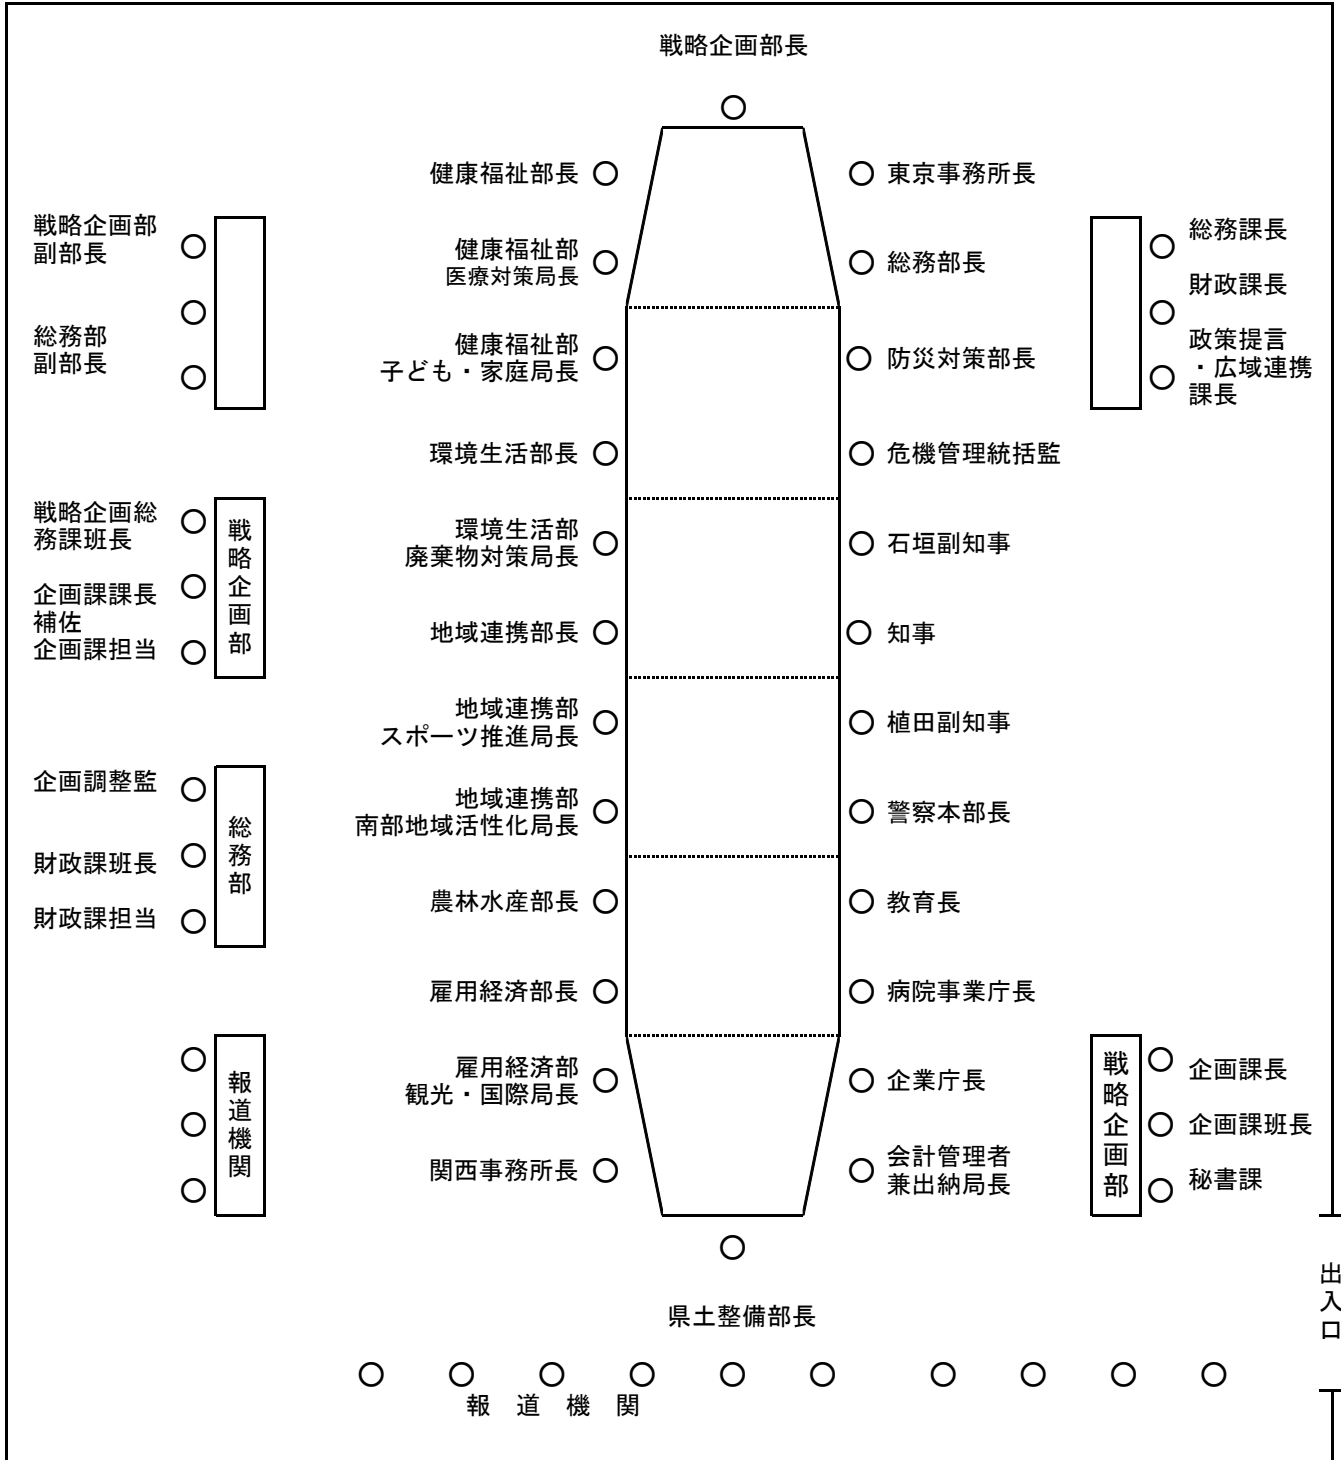 戦略企画部長
健康福祉部長
東京事務所長
戦略企画部
副部長
健康福祉部
医療対策局長
総務部長
総務課長
財政課長
総務部
副部長
健康福祉部
子ども・家庭局長
防災対策部長
政策提言
・広域連携
課長
環境生活部長
危機管理統括監
戦略企画総
務課班長
戦略企画部
環境生活部
廃棄物対策局長
石垣副知事
企画課課長
補佐
企画課担当
地域連携部長
知事
地域連携部
スポーツ推進局長
植田副知事
企画調整監
総務部
地域連携部
南部地域活性化局長
警察本部長
財政課班長
財政課担当
農林水産部長
教育長
雇用経済部長
病院事業庁長
報道機関
雇用経済部
観光・国際局長
企業庁長
戦略企画部
企画課長
企画課班長
秘書課
関西事務所長
会計管理者
兼出納局長
出入口
県土整備部長
報 道 機 関